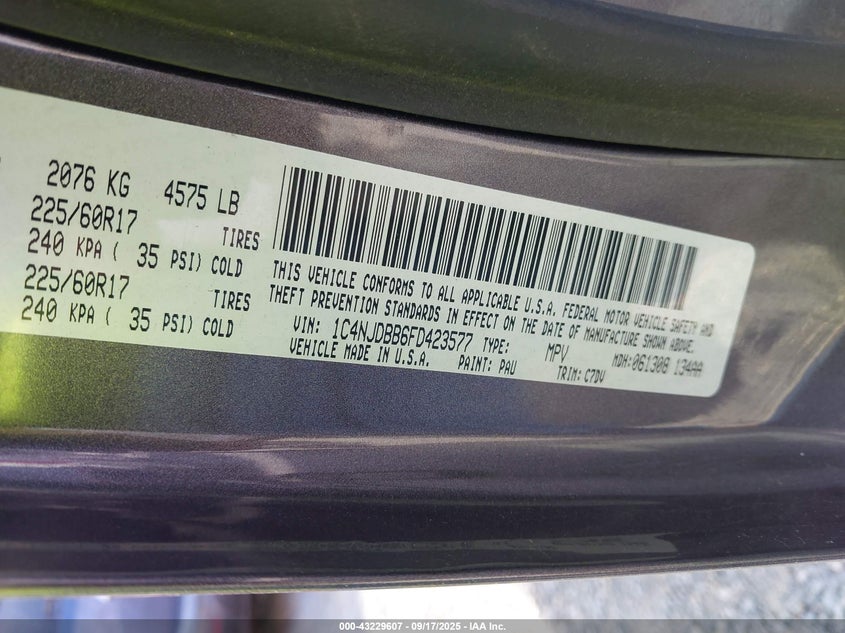 2076 KG 4575 LB
225/60R17 TIRES
240 KPA ( 35 PSI) COLD
225/60R17 TIRES
240 KPA ( 35 PSI) COLD
THIS VEHICLE CONFORMS TO ALL APPLICABLE U.S.A. FEDERAL MOTOR VEHICLE SAFETY AND
THEFT PREVENTION STANDARDS IN EFFECT ON THE DATE OF MANUFACTURE SHOWN ABOVE.
VIN: 1C4NJDBB6FD423577 TYPE: MPV MDH:061308 134AA
VEHICLE MADE IN U.S.A. PAINT: PAU TRIM: C7DV
000-43229607 - 09/17/2025 - IAA Inc.